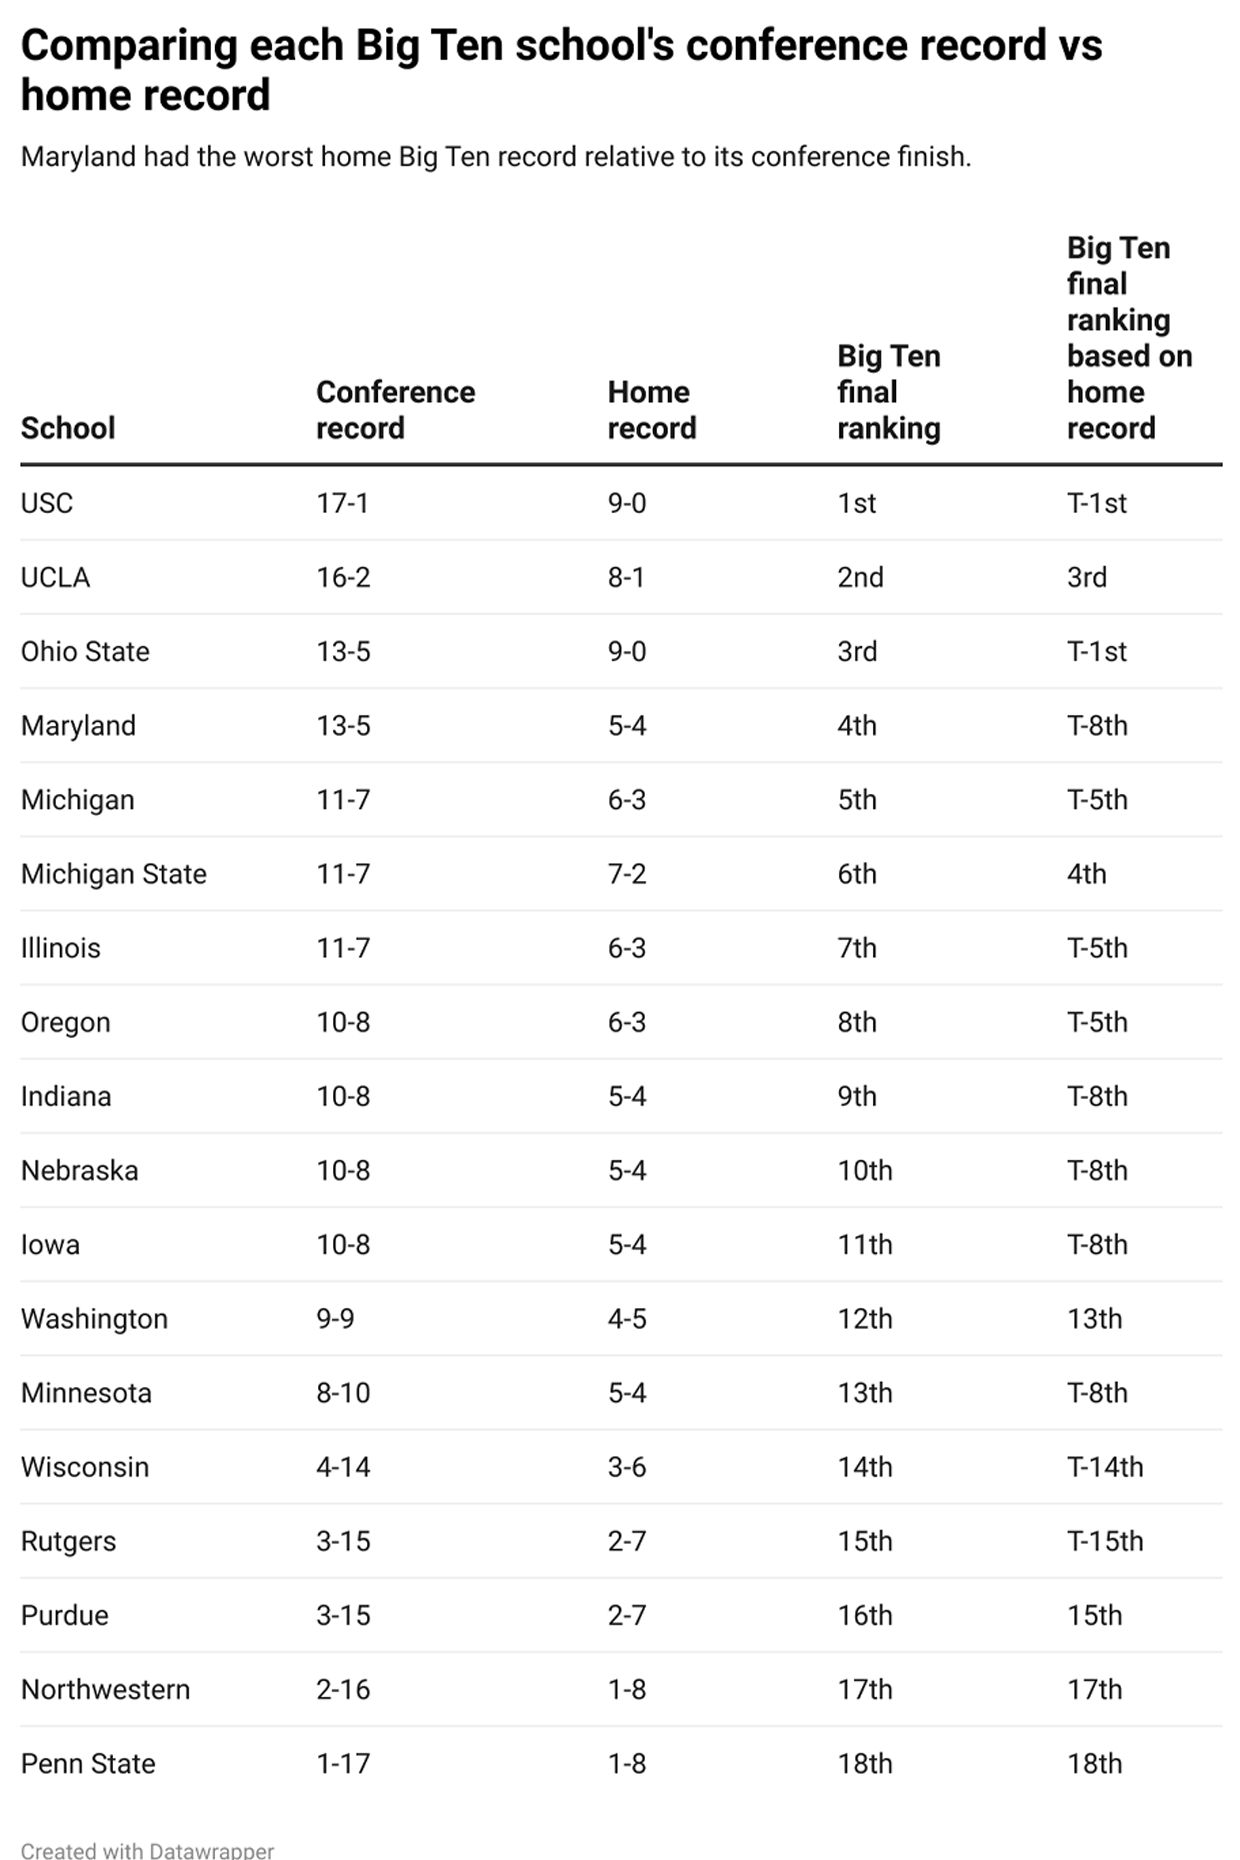 Comparing each Big Ten school's conference record vs
home record
Maryland had the worst home Big Ten record relative to its conference finish.
School Conference record Home record Big Ten final ranking Big Ten final ranking based on home record
USC 17-1 9-0 1st T-1st
UCLA 16-2 8-1 2nd 3rd
Ohio State 13-5 9-0 3rd T-1st
Maryland 13-5 5-4 4th T-8th
Michigan 11-7 6-3 5th T-5th
Michigan State 11-7 7-2 6th 4th
Illinois 11-7 6-3 7th T-5th
Oregon 10-8 6-3 8th T-5th
Indiana 10-8 5-4 9th T-8th
Nebraska 10-8 5-4 10th T-8th
Iowa 10-8 5-4 11th T-8th
Washington 9-9 4-5 12th 13th
Minnesota 8-10 5-4 13th T-8th
Wisconsin 4-14 3-6 14th T-14th
Rutgers 3-15 2-7 15th T-15th
Purdue 3-15 2-7 16th 15th
Northwestern 2-16 1-8 17th 17th
Penn State 1-17 1-8 18th 18th
Created with Datawrapper